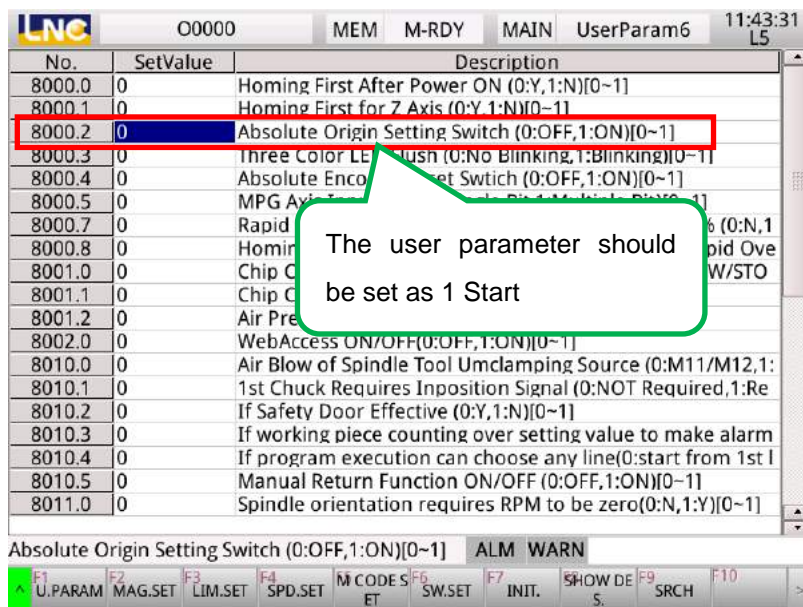 LNC O0000 MEM M-RDY MAIN UserParam6 11:43:31 L5
No. SetValue Description
8000.0 0 Homing First After Power ON (0:Y,1:N)[0~1]
8000.1 0 Homing First for Z Axis (0:Y,1:N)[0~1]
8000.2 0 Absolute Origin Setting Switch (0:OFF,1:ON)[0~1]
8000.3 0 Three Color LE lush (0:No Blinking,1:Blinking)[0~1]
8000.4 0 Absolute Enco set Swtich (0:OFF,1:ON)[0~1]
8000.5 0 MPG Axis
8000.7 0 Rapid % (0:N,1
8000.8 0 Homin pid Ove
8001.0 0 Chip C W/STO
8001.1 0 Chip C
8001.2 0 Air Pre
The user parameter should
be set as 1 Start
8002.0 0 WebAccess ON/OFF(0:OFF,1:ON)[0~1]
8010.0 0 Air Blow of Spindle Tool Umclamping Source (0:M11/M12,1:
8010.1 0 1st Chuck Requires Inposition Signal (0:NOT Required,1:Re
8010.2 0 If Safety Door Effective (0:Y,1:N)[0~1]
8010.3 0 If working piece counting over setting value to make alarm
8010.4 0 If program execution can choose any line(0:start from 1st l
8010.5 0 Manual Return Function ON/OFF (0:OFF,1:ON)[0~1]
8011.0 0 Spindle orientation requires RPM to be zero(0:N,1:Y)[0~1]
Absolute Origin Setting Switch (0:OFF,1:ON)[0~1] ALM WARN
^ F1 U.PARAM F2 MAG.SET F3 LIM.SET F4 SPD.SET M CODE S ET F6 SW.SET F7 INIT. SHOW DE S. F9 SRCH F10 >